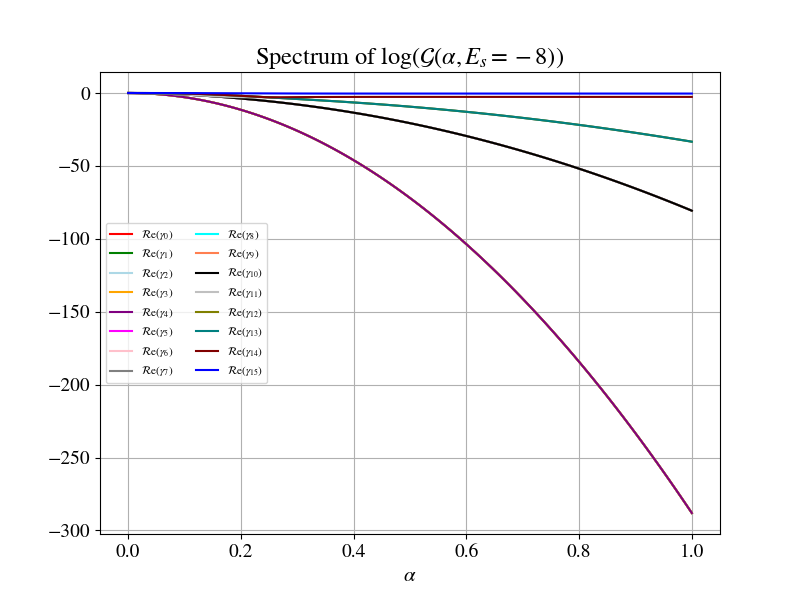 Spectrum of log(𝒢(α, E_s = −8))
0
−50
−100
−150
−200
−250
−300
ℛe(γ₀) ℛe(γ₈)
ℛe(γ₁) ℛe(γ₉)
ℛe(γ₂) ℛe(γ₁₀)
ℛe(γ₃) ℛe(γ₁₁)
ℛe(γ₄) ℛe(γ₁₂)
ℛe(γ₅) ℛe(γ₁₃)
ℛe(γ₆) ℛe(γ₁₄)
ℛe(γ₇) ℛe(γ₁₅)
0.0 0.2 0.4 0.6 0.8 1.0
α